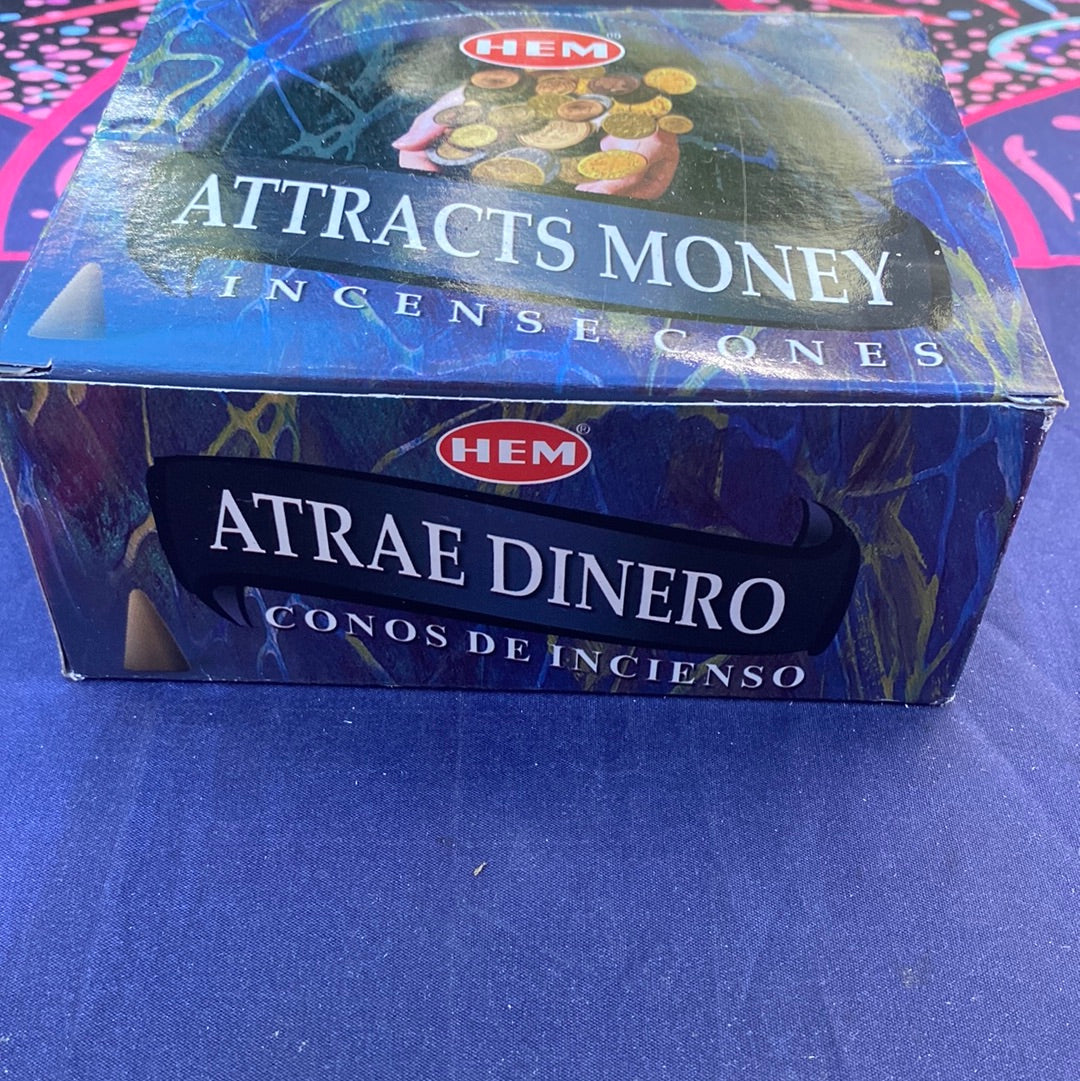 HEM®
ATTRACTS MONEY
INCENSE CONES
HEM®
ATRAE DINERO
CONOS DE INCIENSO